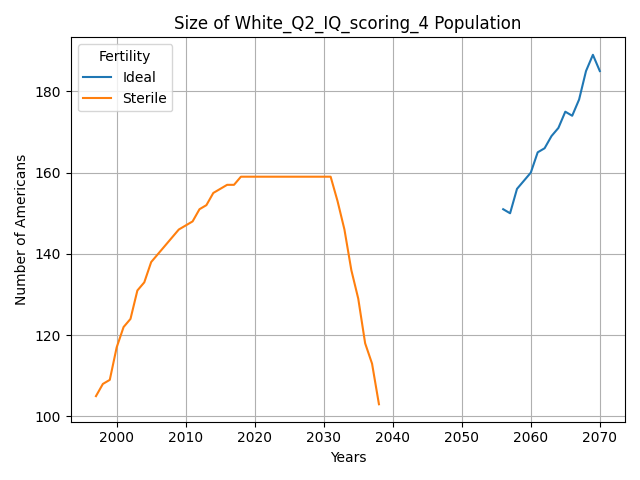 Size of White_Q2_IQ_scoring_4 Population
Fertility
Ideal
Sterile
Number of Americans
180
160
140
120
100
2000 2010 2020 2030 2040 2050 2060 2070
Years